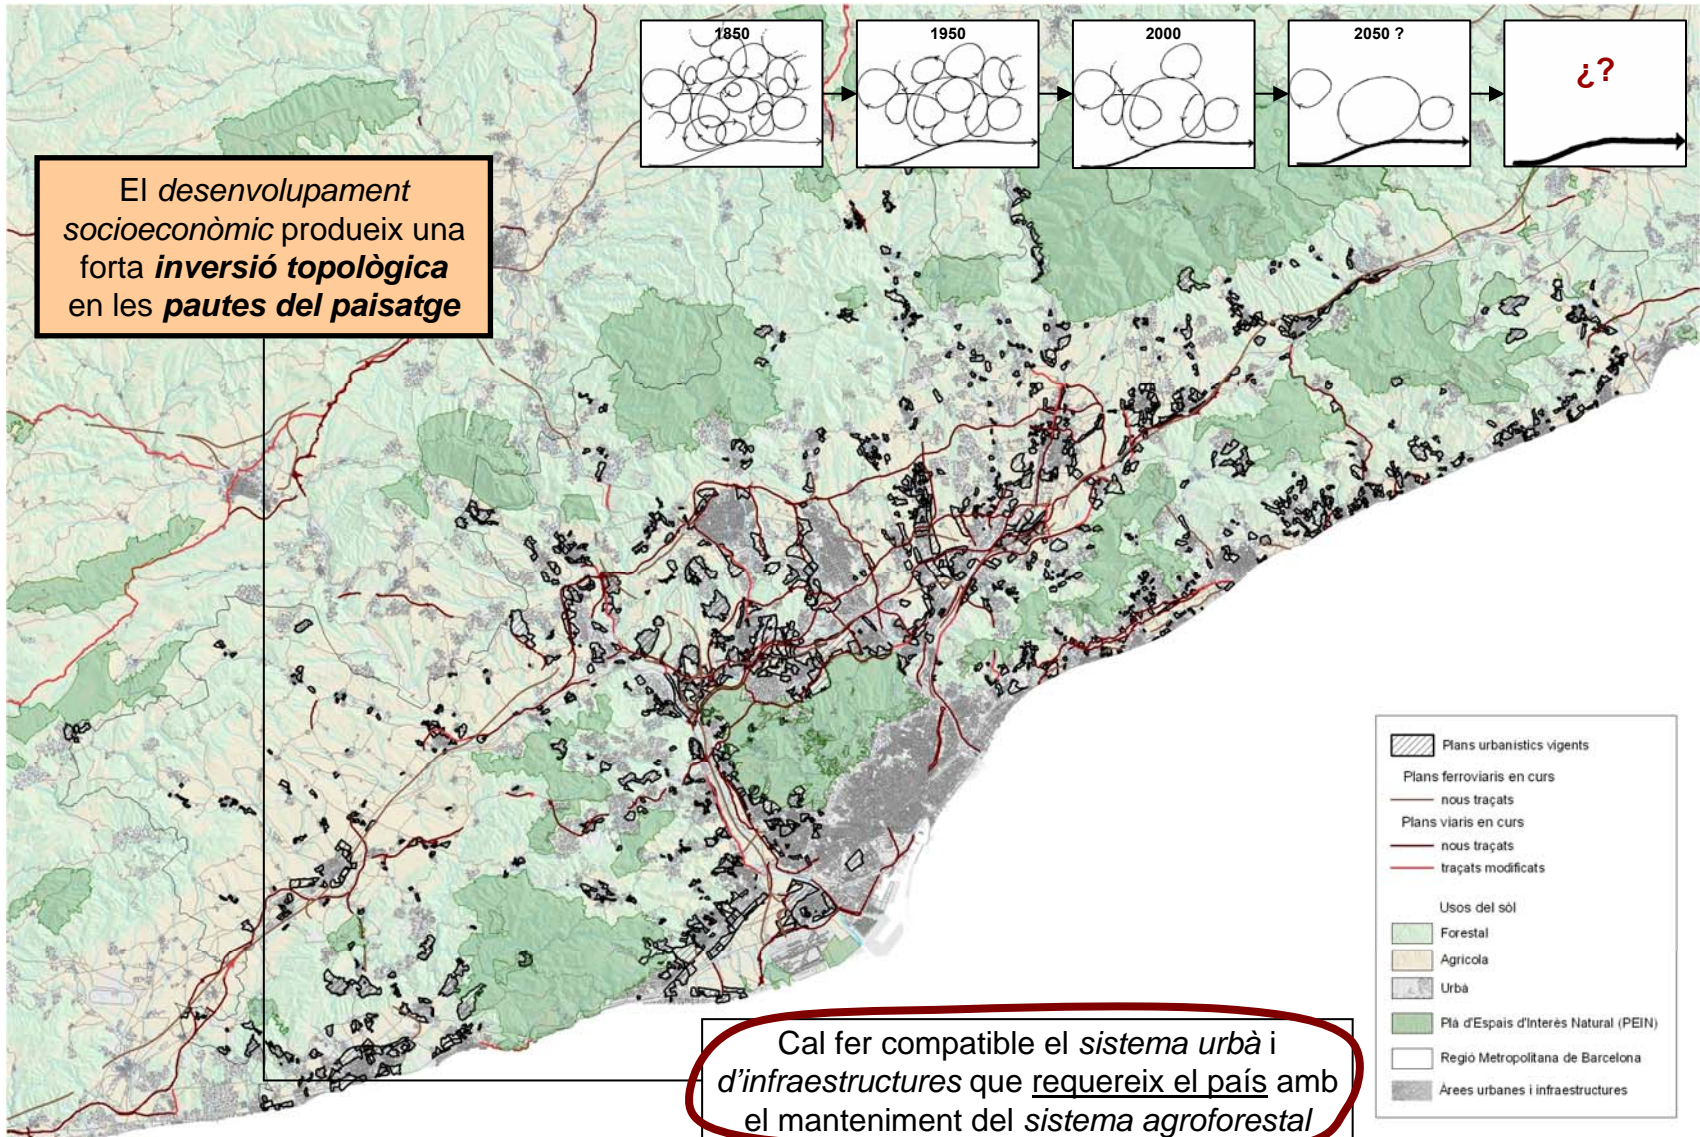 1850
1950
2000
2050 ?
¿?
El desenvolupament
socioeconòmic produeix una
forta inversió topològica
en les pautes del paisatge
Plans urbanístics vigents
Plans ferroviaris en curs
nous traçats
Plans viaris en curs
nous traçats
traçats modificats
Usos del sòl
Forestal
Agrícola
Urbà
Plà d'Espais d'Interès Natural (PEIN)
Regió Metropolitana de Barcelona
Àrees urbanes i infraestructures
Cal fer compatible el sistema urbà i
d'infraestructures que requereix el país amb
el manteniment del sistema agroforestal